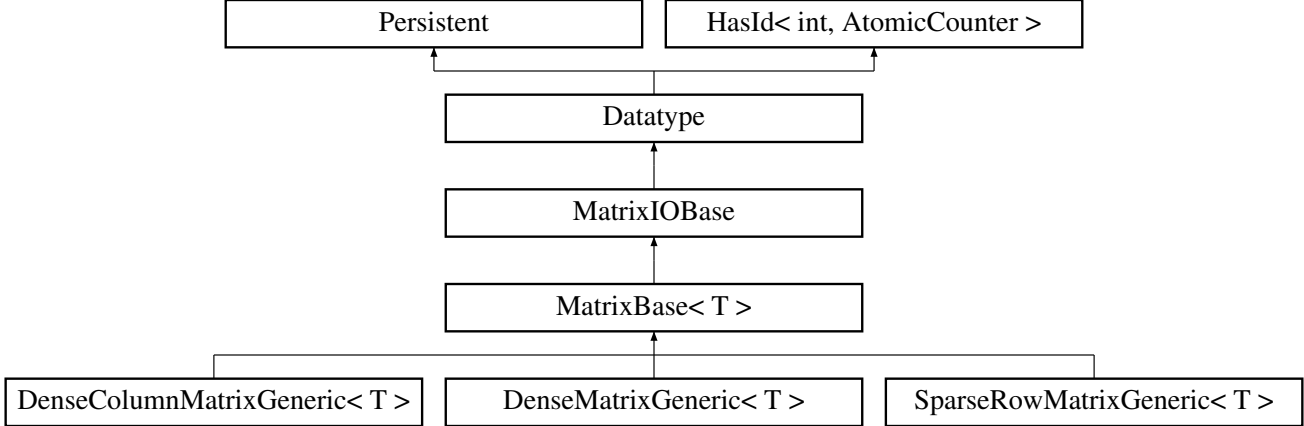 Persistent
HasId< int, AtomicCounter >
Datatype
MatrixIOBase
MatrixBase< T >
DenseColumnMatrixGeneric< T >
DenseMatrixGeneric< T >
SparseRowMatrixGeneric< T >